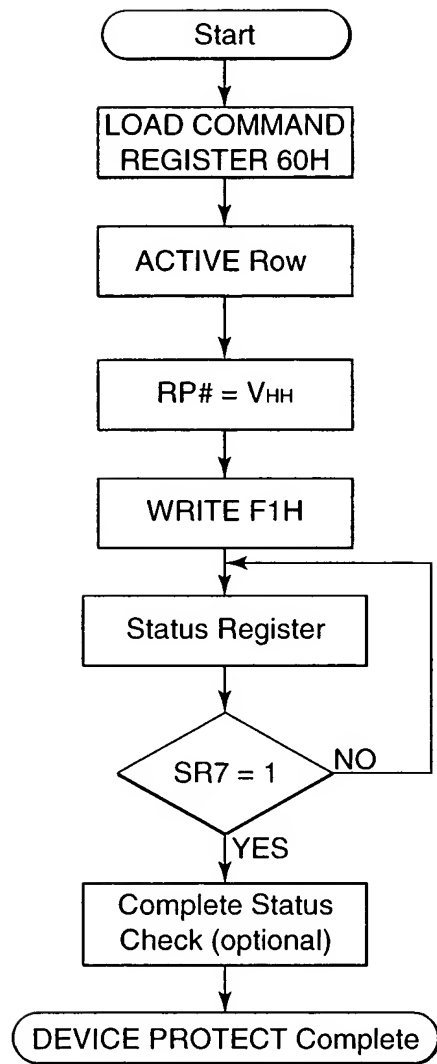 Start
LOAD COMMAND
REGISTER 60H
ACTIVE Row
RP# = VHH
WRITE F1H
Status Register
SR7 = 1
NO
YES
Complete Status
Check (optional)
DEVICE PROTECT Complete